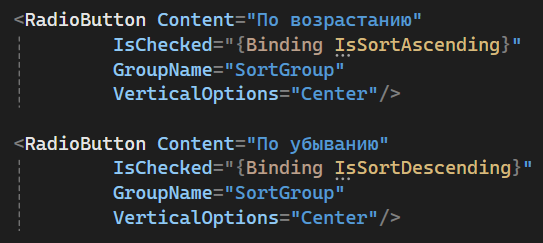 <RadioButton Content="По возрастанию"
IsChecked="{Binding IsSortAscending}"
GroupName="SortGroup"
VerticalOptions="Center"/>
<RadioButton Content="По убыванию"
IsChecked="{Binding IsSortDescending}"
GroupName="SortGroup"
VerticalOptions="Center"/>